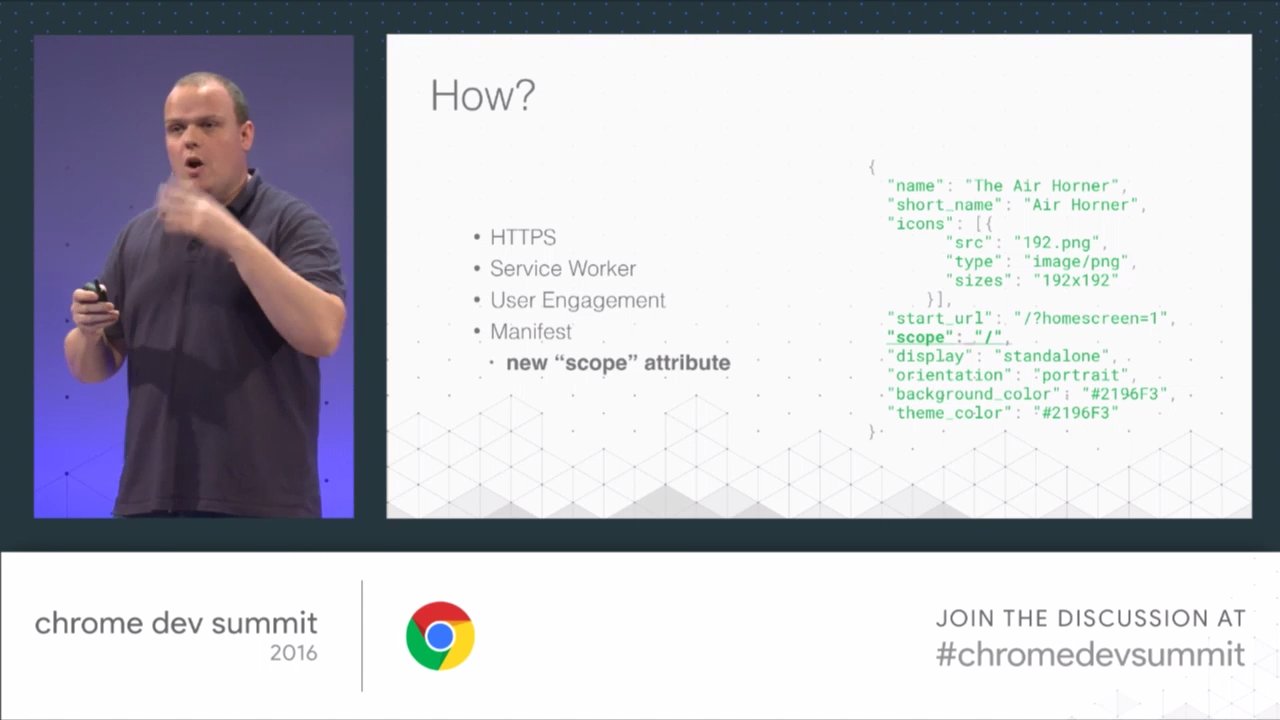 How?
• HTTPS
• Service Worker
• User Engagement
• Manifest
• new “scope” attribute
{
"name": "The Air Horner",
"short_name": "Air Horner",
"icons": [{
"src": "192.png",
"type": "image/png",
"sizes": "192x192"
}],
"start_url": "/?homescreen=1",
"scope": "/",
"display": "standalone",
"orientation": "portrait",
"background_color": "#2196F3",
"theme_color": "#2196F3"
}
chrome dev summit
2016
JOIN THE DISCUSSION AT
#chromedevsummit